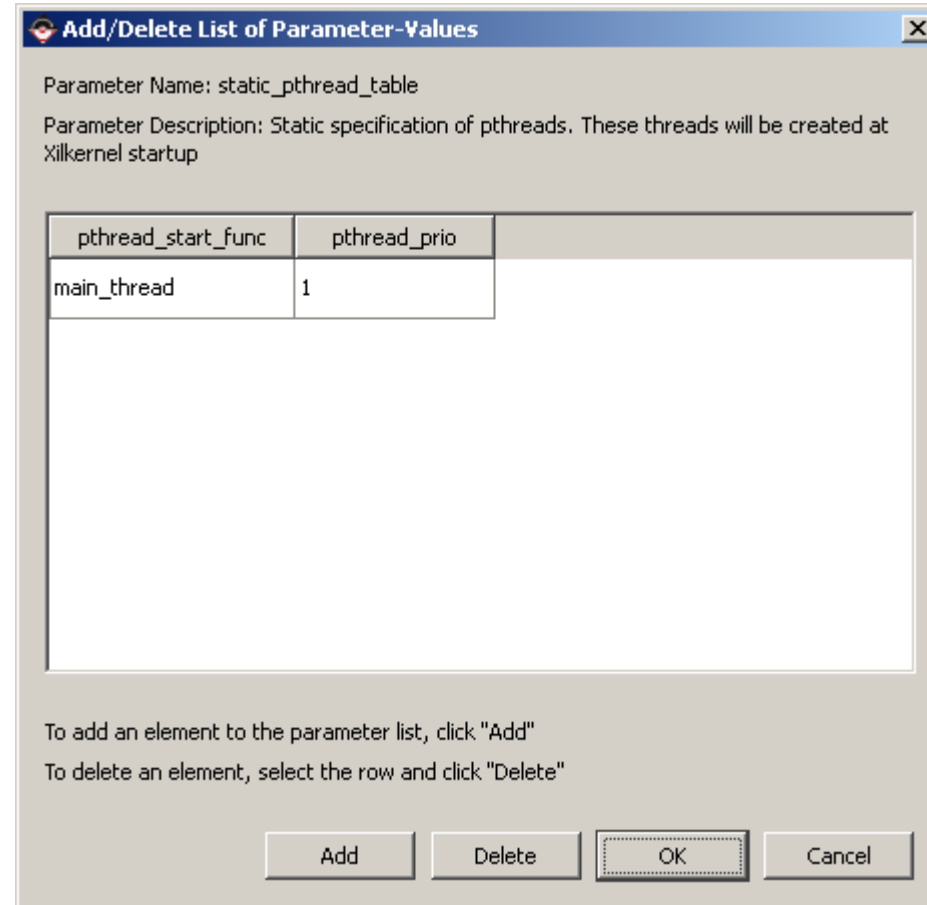 Add/Delete List of Parameter-Values
Parameter Name: static_pthread_table
Parameter Description: Static specification of pthreads. These threads will be created at
Xilkernel startup
pthread_start_func pthread_prio
main_thread 1
To add an element to the parameter list, click "Add"
To delete an element, select the row and click "Delete"
Add Delete OK Cancel